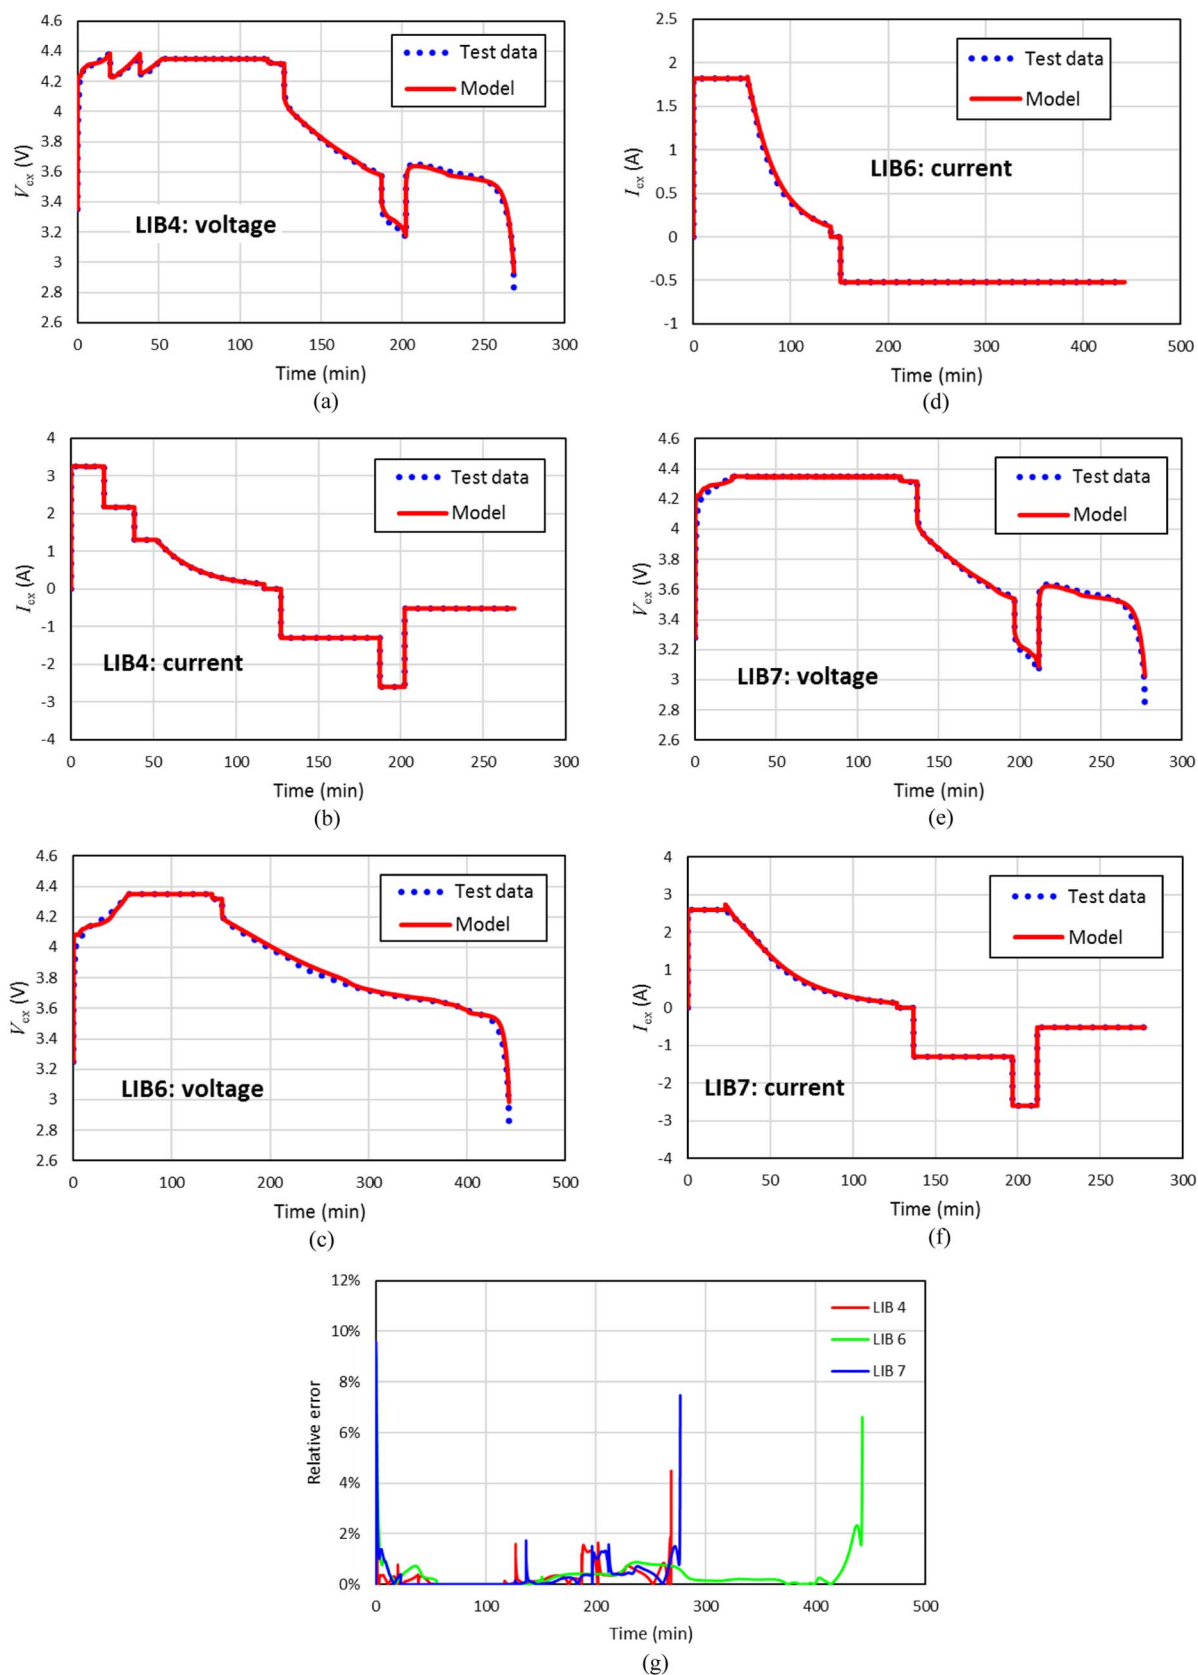 4.6
4.4
4.2
4
3.8
3.6
3.4
3.2
3
2.8
2.6
V_ex (V)
Test data
Model
LIB4: voltage
0 50 100 150 200 250 300
Time (min)
(a)
2.5
2
1.5
1
0.5
0
-0.5
-1
I_ex (A)
Test data
Model
LIB6: current
0 100 200 300 400 500
Time (min)
(d)
4
3
2
1
0
-1
-2
-3
-4
I_ex (A)
Test data
Model
LIB4: current
0 50 100 150 200 250 300
Time (min)
(b)
4.6
4.4
4.2
4
3.8
3.6
3.4
3.2
3
2.8
2.6
V_ex (V)
Test data
Model
LIB7: voltage
0 50 100 150 200 250 300
Time (min)
(e)
4.6
4.4
4.2
4
3.8
3.6
3.4
3.2
3
2.8
2.6
V_ex (V)
Test data
Model
LIB6: voltage
0 100 200 300 400 500
Time (min)
(c)
4
3
2
1
0
-1
-2
-3
-4
I_ex (A)
Test data
Model
LIB7: current
0 50 100 150 200 250 300
Time (min)
(f)
12%
10%
8%
6%
4%
2%
0%
Relative error
LIB 4
LIB 6
LIB 7
0 100 200 300 400 500
Time (min)
(g)